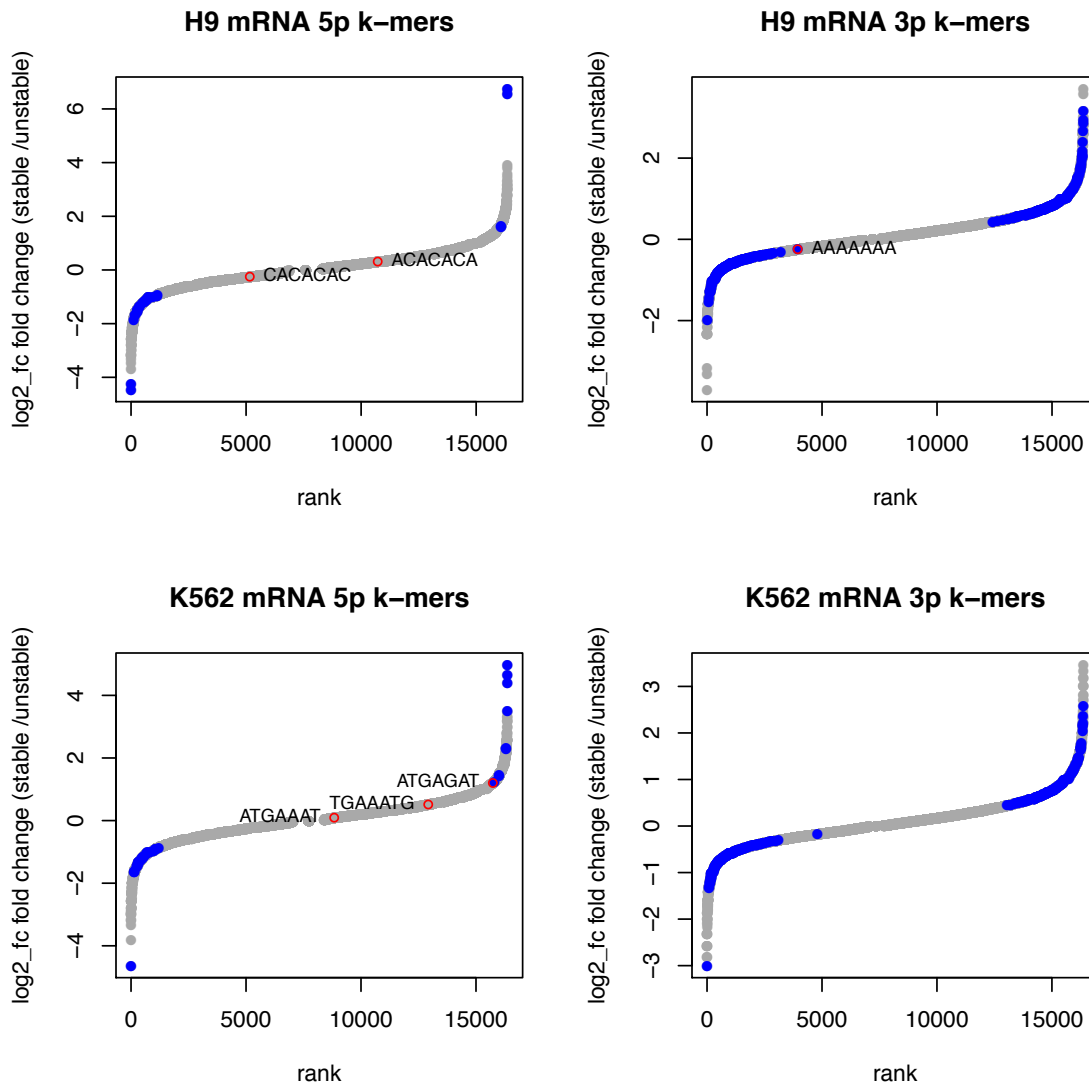 H9 mRNA 5p k−mers
log2_fc fold change (stable /unstable)
6
4
2
0
−2
−4
CACACAC
ACACACA
0
5000
10000
15000
rank
H9 mRNA 3p k−mers
log2_fc fold change (stable /unstable)
2
0
−2
AAAAAAA
0
5000
10000
15000
rank
K562 mRNA 5p k−mers
log2_fc fold change (stable /unstable)
4
2
0
−2
−4
ATGAGAT
TGAAATG
ATGAAAT
0
5000
10000
15000
rank
K562 mRNA 3p k−mers
log2_fc fold change (stable /unstable)
3
2
1
0
−1
−2
−3
0
5000
10000
15000
rank